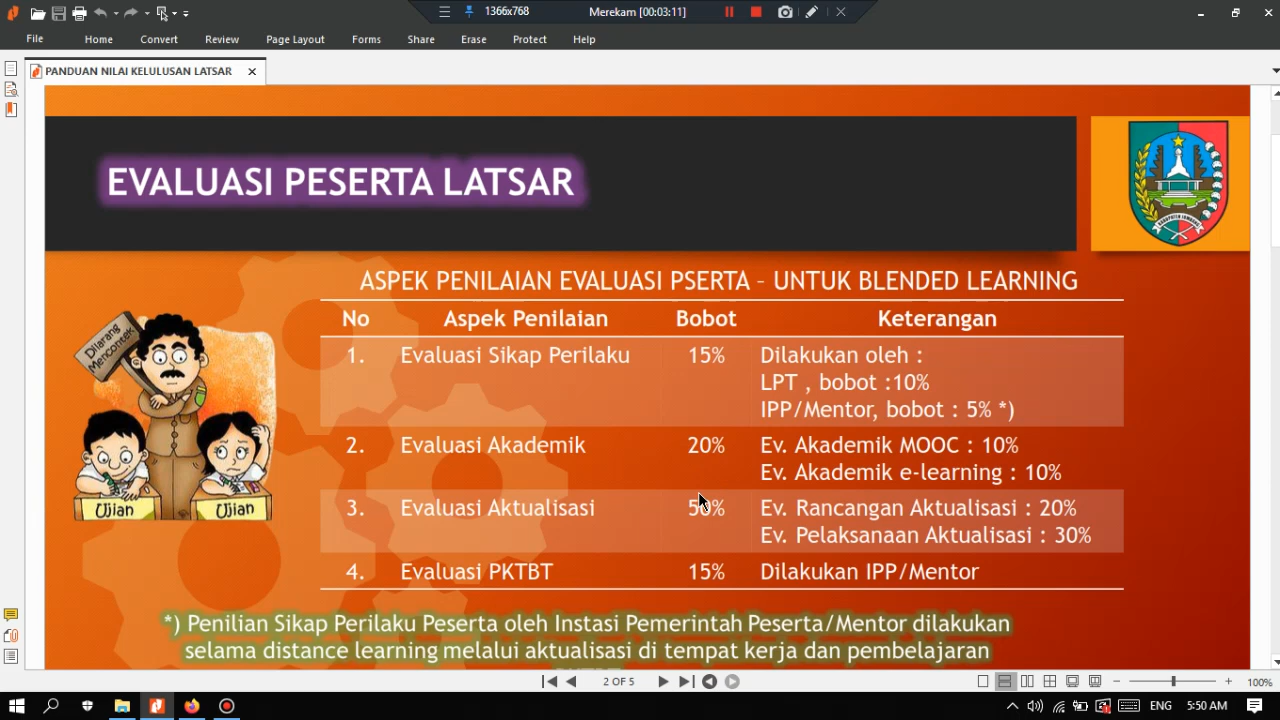 1366x768
Merekam [00:03:11]
File Home Convert Review Page Layout Forms Share Erase Protect Help
PANDUAN NILAI KELULUSAN LATSAR
EVALUASI PESERTA LATSAR
ASPEK PENILAIAN EVALUASI PSERTA – UNTUK BLENDED LEARNING
No Aspek Penilaian Bobot Keterangan
1. Evaluasi Sikap Perilaku 15% Dilakukan oleh :
LPT , bobot :10%
IPP/Mentor, bobot : 5% *)
2. Evaluasi Akademik 20% Ev. Akademik MOOC : 10%
Ev. Akademik e-learning : 10%
3. Evaluasi Aktualisasi 50% Ev. Rancangan Aktualisasi : 20%
Ev. Pelaksanaan Aktualisasi : 30%
4. Evaluasi PKTBT 15% Dilakukan IPP/Mentor
Dilarang
Mencontek
Ujian Ujian
*) Penilian Sikap Perilaku Peserta oleh Instasi Pemerintah Peserta/Mentor dilakukan
selama distance learning melalui aktualisasi di tempat kerja dan pembelajaran
2 OF 5
100%
ENG 5:50 AM